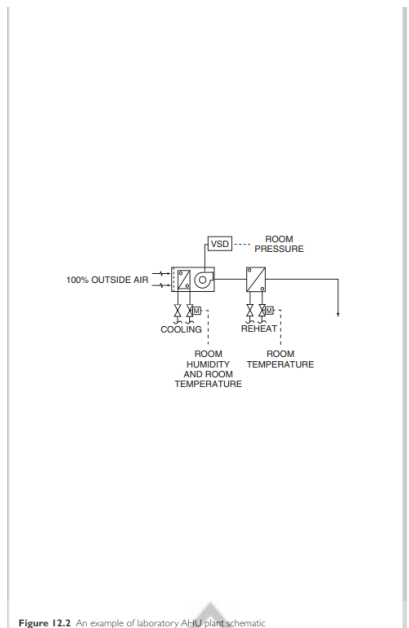 VSD
ROOM
PRESSURE
100% OUTSIDE AIR
M
M
COOLING
REHEAT
ROOM
HUMIDITY
AND ROOM
TEMPERATURE
ROOM
TEMPERATURE
Figure 12.2 An example of laboratory AHU plant schematic